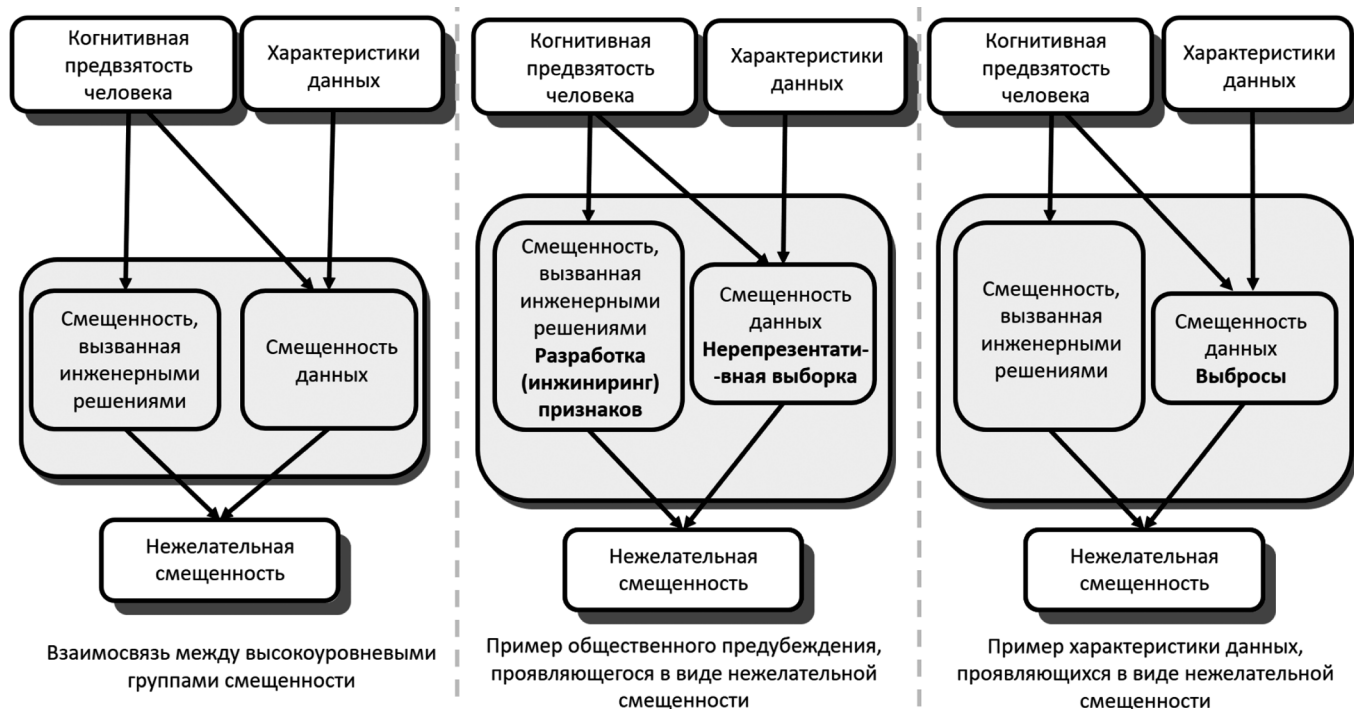 Когнитивная
предвзятость
человека
Характеристики
данных
Смещенность,
вызванная
инженерными
решениями
Смещенность
данных
Нежелательная
смещенность
Взаимосвязь между высокоуровневыми
группами смещенности
Когнитивная
предвзятость
человека
Характеристики
данных
Смещенность,
вызванная
инженерными
решениями
Разработка
(инжиниринг)
признаков
Смещенность
данных
Нерепрезентати-
-вная выборка
Нежелательная
смещенность
Пример общественного предубеждения,
проявляющегося в виде нежелательной
смещенности
Когнитивная
предвзятость
человека
Характеристики
данных
Смещенность,
вызванная
инженерными
решениями
Смещенность
данных
Выбросы
Нежелательная
смещенность
Пример характеристики данных,
проявляющихся в виде нежелательной
смещенности